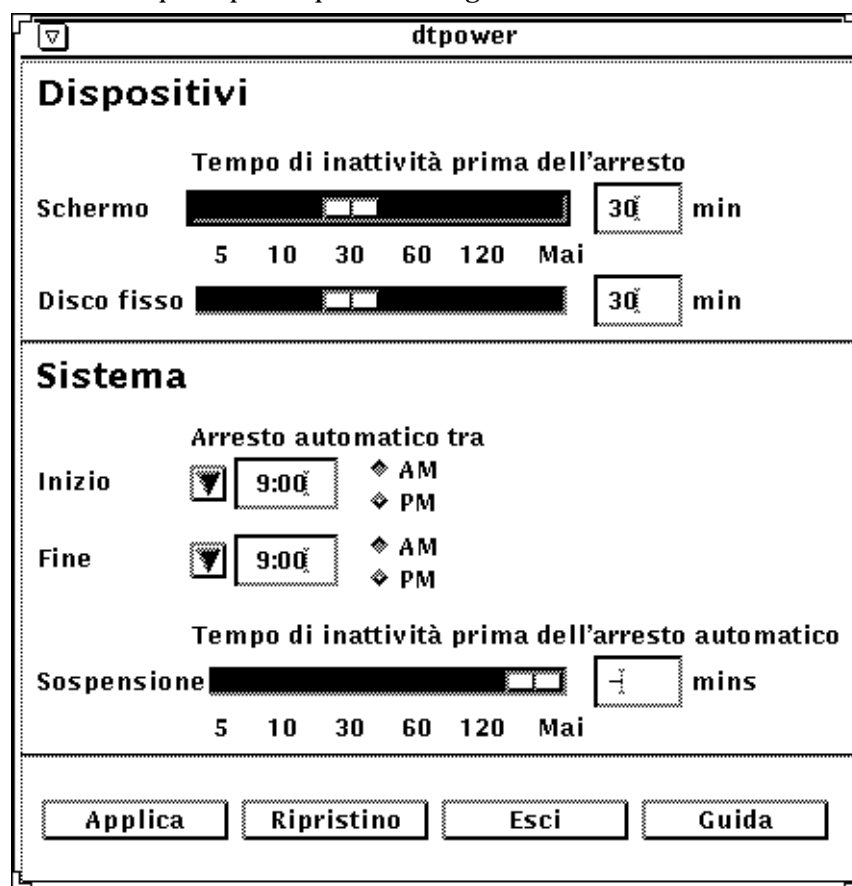 dtpower
Dispositivi
Tempo di inattività prima dell'arresto
Schermo 30 min
5 10 30 60 120 Mai
Disco fisso 30 min
Sistema
Arresto automatico tra
Inizio 9:00 AM
PM
Fine 9:00 AM
PM
Tempo di inattività prima dell'arresto automatico
Sospensione - mins
5 10 30 60 120 Mai
Applica Ripristino Esci Guida